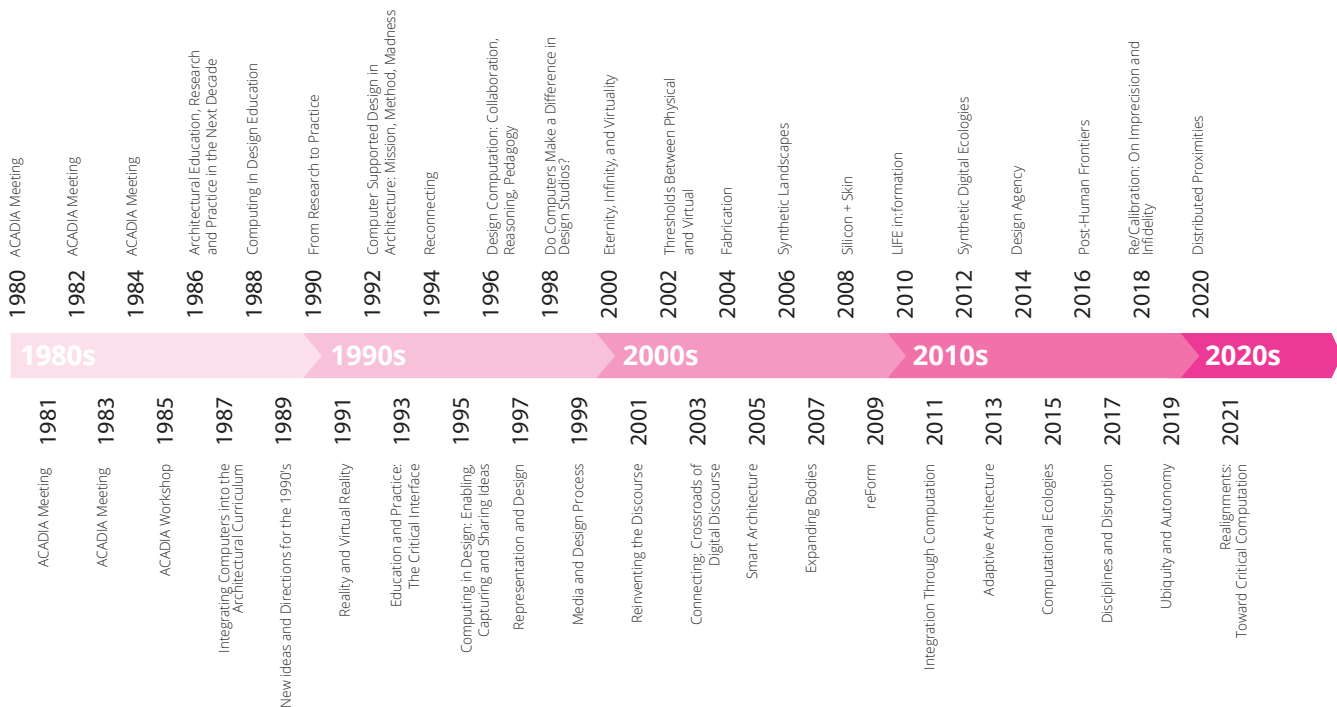 ACADIA Meeting
ACADIA Meeting
ACADIA Meeting
Architectural Education, Research
and Practice in the Next Decade
Computing In Design Education
From Research to Practice
Computer Supported Design in
Architecture: Mission, Method, Madness
Reconnecting
Design Computation: Collaboration,
Reasoning, Pedagogy
Do Computers Make a Difference in
Design Studios?
Eternity, Infinity, and Virtuality
Thresholds Between Physical
and Virtual
Fabrication
Synthetic Landscapes
Silicon + Skin
LIFE in:formation
Synthetic Digital Ecologies
Design Agency
Post-Human Frontiers
Re/Calibration: On Imprecision and
Infidelity
Distributed Proximities
1980
1982
1984
1986
1988
1990
1992
1994
1996
1998
2000
2002
2004
2006
2008
2010
2012
2014
2016
2018
2020
1980s
1990s
2000s
2010s
2020s
1981
1983
1985
1987
1989
1991
1993
1995
1997
1999
2001
2003
2005
2007
2009
2011
2013
2015
2017
2019
2021
ACADIA Meeting
ACADIA Meeting
ACADIA Workshop
Integrating Computers into the
Architectural Curriculum
New ideas and Directions for the 1990's
Reality and Virtual Reality
Education and Practice:
The Critical Interface
Computing in Design: Enabling,
Capturing and Sharing Ideas
Representation and Design
Media and Design Process
Reinventing the Discourse
Connecting: Crossroads of
Digital Discourse
Smart Architecture
Expanding Bodies
reForm
Integration Through Computation
Adaptive Architecture
Computational Ecologies
Disciplines and Disruption
Ubiquity and Autonomy
Realignments:
Toward Critical Computation